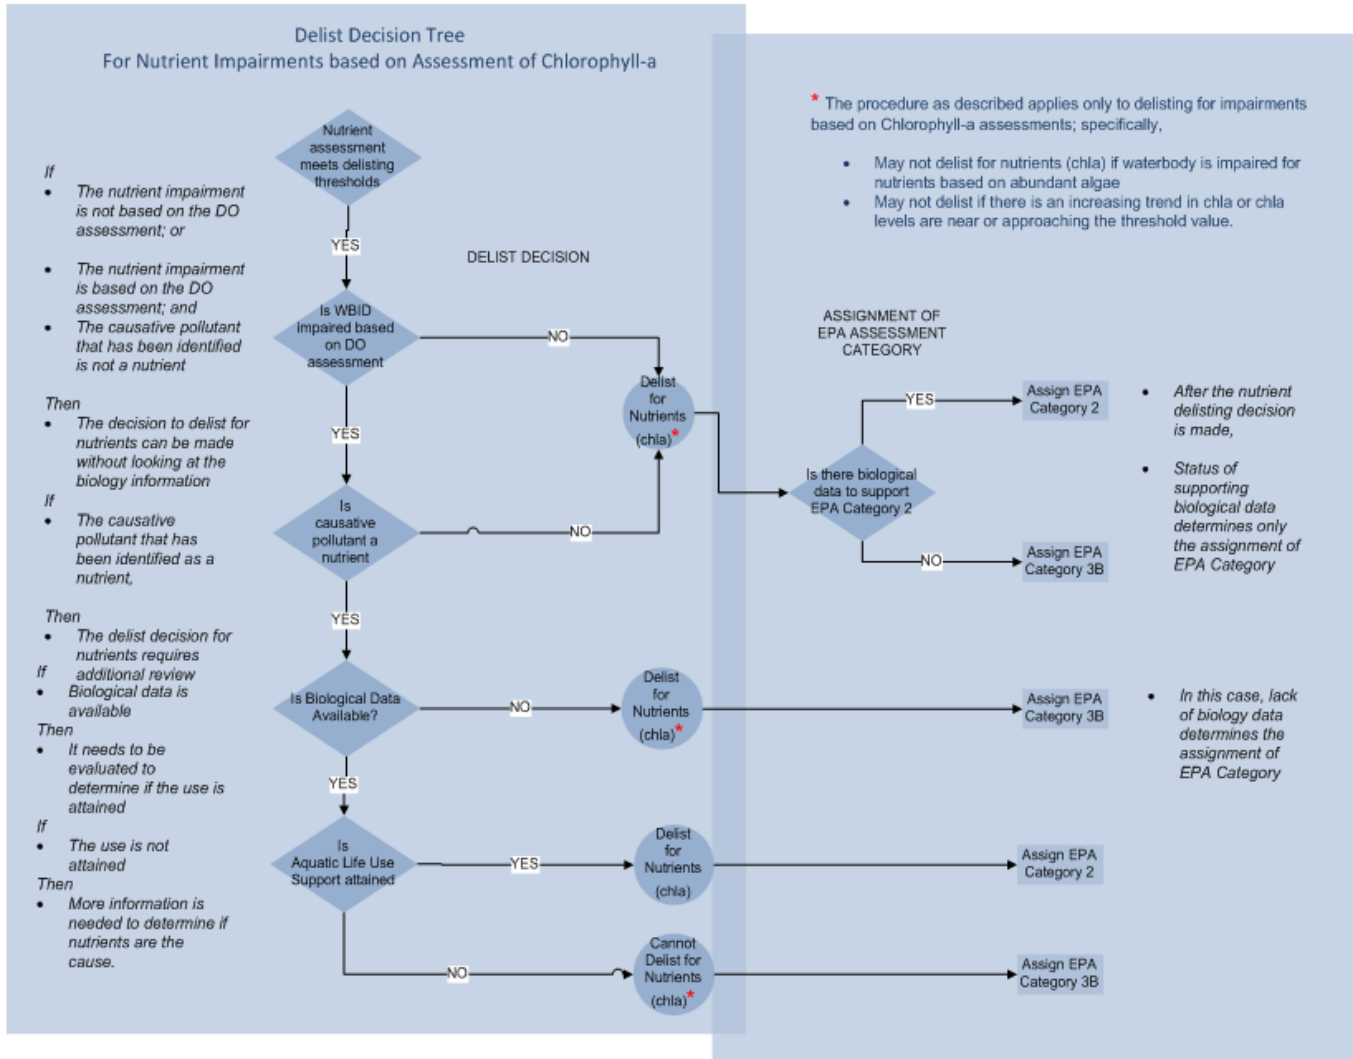 Delist Decision Tree
For Nutrient Impairments based on Assessment of Chlorophyll-a
If
• The nutrient impairment
is not based on the DO
assessment; or
• The nutrient impairment
is based on the DO
assessment; and
• The causative pollutant
that has been identified
is not a nutrient
Then
• The decision to delist for
nutrients can be made
without looking at the
biology information
If
• The causative
pollutant that has
been identified as a
nutrient,
Then
• The delist decision for
nutrients requires
additional review
If
• Biological data is
available
Then
• It needs to be
evaluated to
determine if the use is
attained
If
• The use is not
attained
Then
• More information is
needed to determine if
nutrients are the
cause.
Nutrient
assessment
meets delisting
thresholds
YES
DELIST DECISION
Is WBID
impaired based
on DO
assessment
NO
YES
Delist
for
Nutrients
(chla)*
Is
causative
pollutant a
nutrient
NO
YES
Is Biological Data
Available?
NO
Delist
for
Nutrients
(chla)*
YES
Is
Aquatic Life Use
Support attained
YES
Delist
for
Nutrients
(chla)
NO
Cannot
Delist for
Nutrients
(chla)*
* The procedure as described applies only to delisting for impairments
based on Chlorophyll-a assessments; specifically,
• May not delist for nutrients (chla) if waterbody is impaired for
nutrients based on abundant algae
• May not delist if there is an increasing trend in chla or chla
levels are near or approaching the threshold value.
ASSIGNMENT OF
EPA ASSESSMENT
CATEGORY
Is there biological
data to support
EPA Category 2
YES
Assign EPA
Category 2
NO
Assign EPA
Category 3B
• After the nutrient
delisting decision
is made,
• Status of
supporting
biological data
determines only
the assignment of
EPA Category
Assign EPA
Category 3B
• In this case, lack
of biology data
determines the
assignment of
EPA Category
Assign EPA
Category 2
Assign EPA
Category 3B